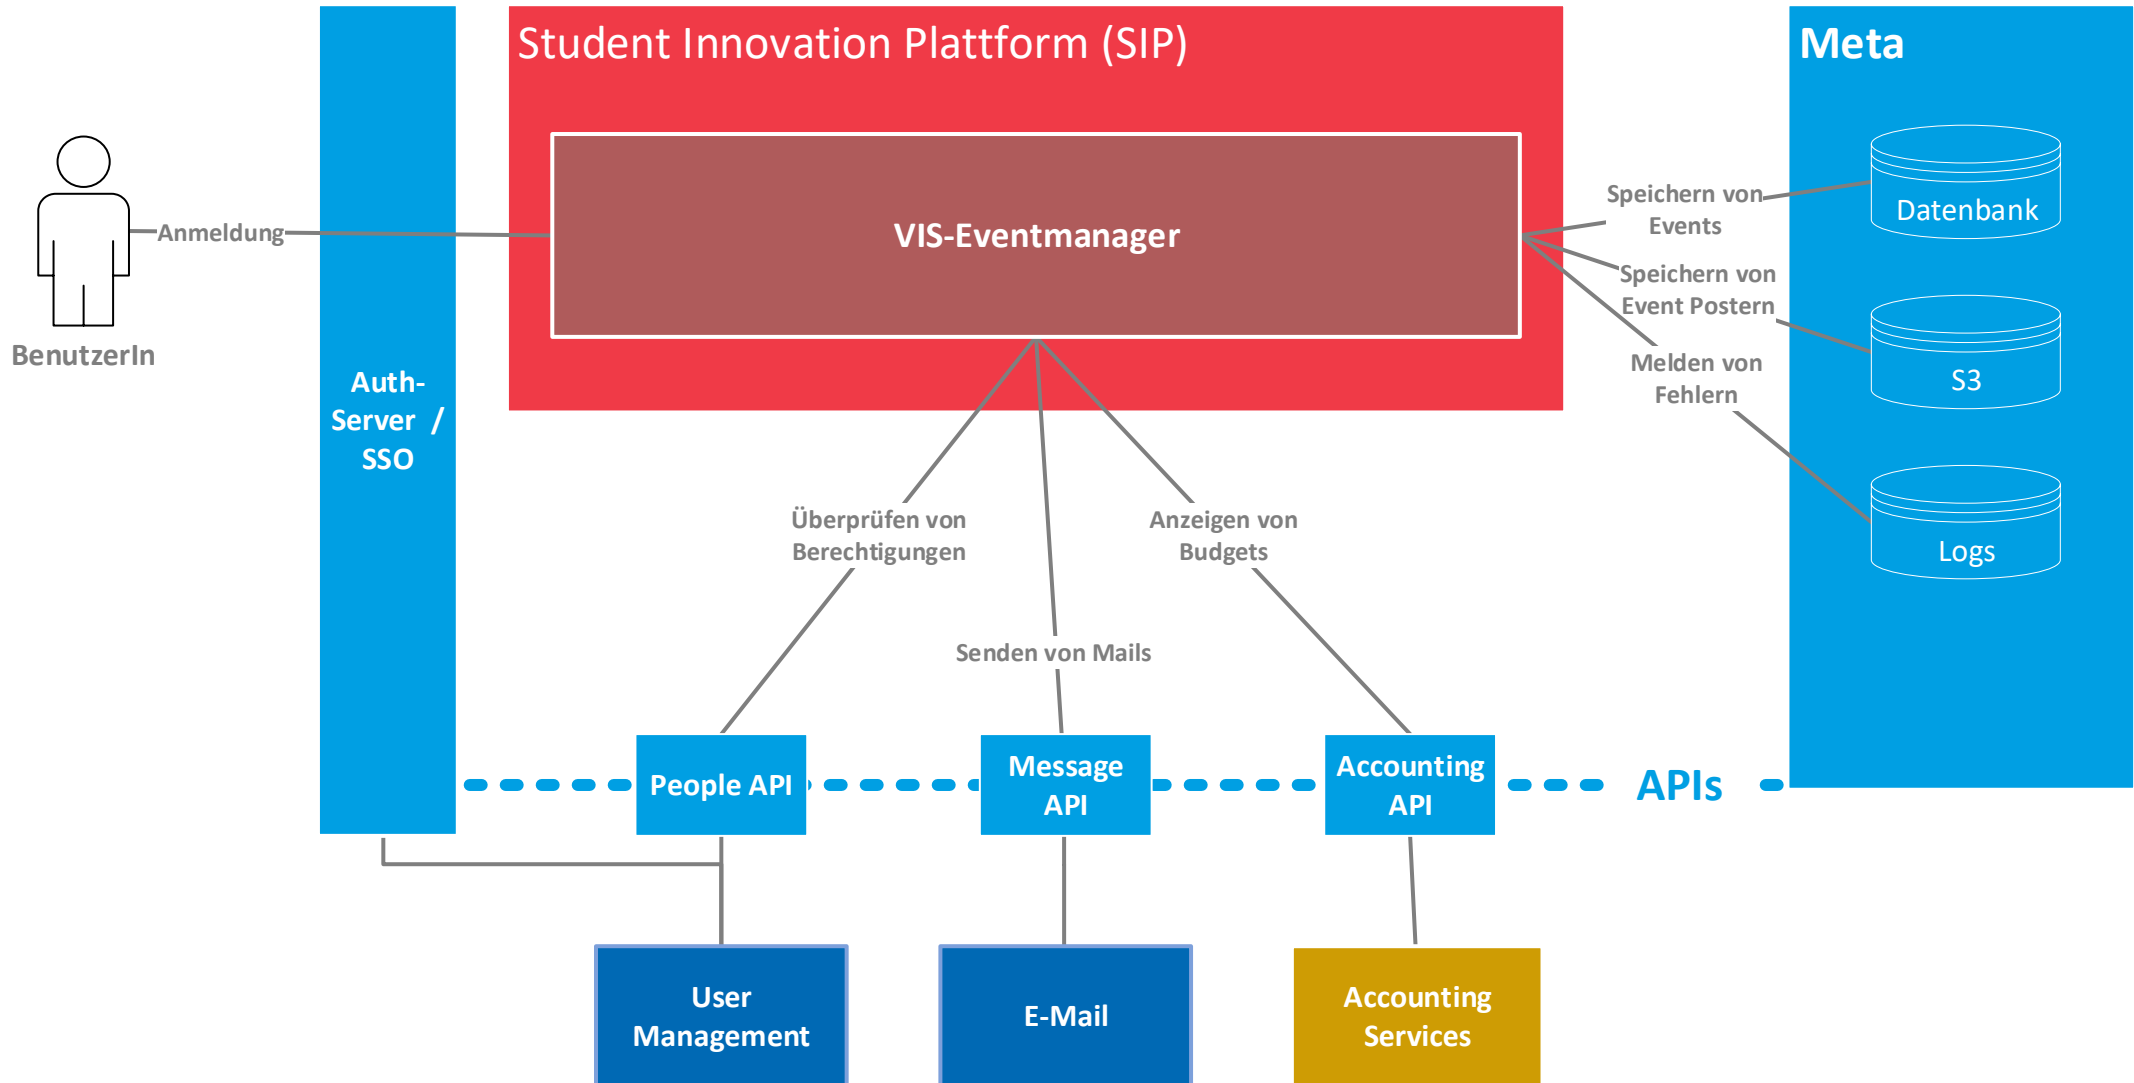 Student Innovation Plattform (SIP)
Meta
VIS-Eventmanager
Anmeldung
BenutzerIn
Auth-
Server /
SSO
Speichern von
Events
Speichern von
Event Postern
Melden von
Fehlern
Datenbank
S3
Logs
Überprüfen von
Berechtigungen
Anzeigen von
Budgets
Senden von Mails
People API
Message
API
Accounting
API
APIs
User
Management
E-Mail
Accounting
Services